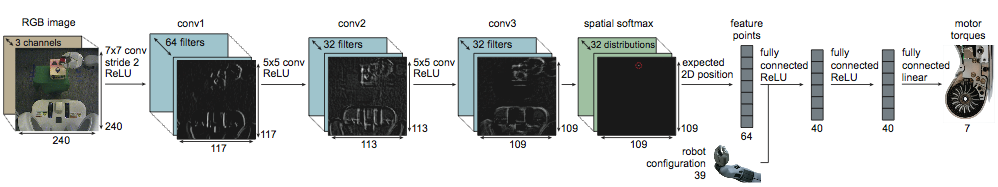 RGB image
3 channels
240
240
7x7 conv
stride 2
ReLU
conv1
64 filters
117
117
5x5 conv
ReLU
conv2
32 filters
113
113
5x5 conv
ReLU
conv3
32 filters
109
109
spatial softmax
32 distributions
109
109
expected
2D position
feature
points
64
robot
configuration
39
fully
connected
ReLU
40
fully
connected
ReLU
40
fully
connected
linear
motor
torques
7